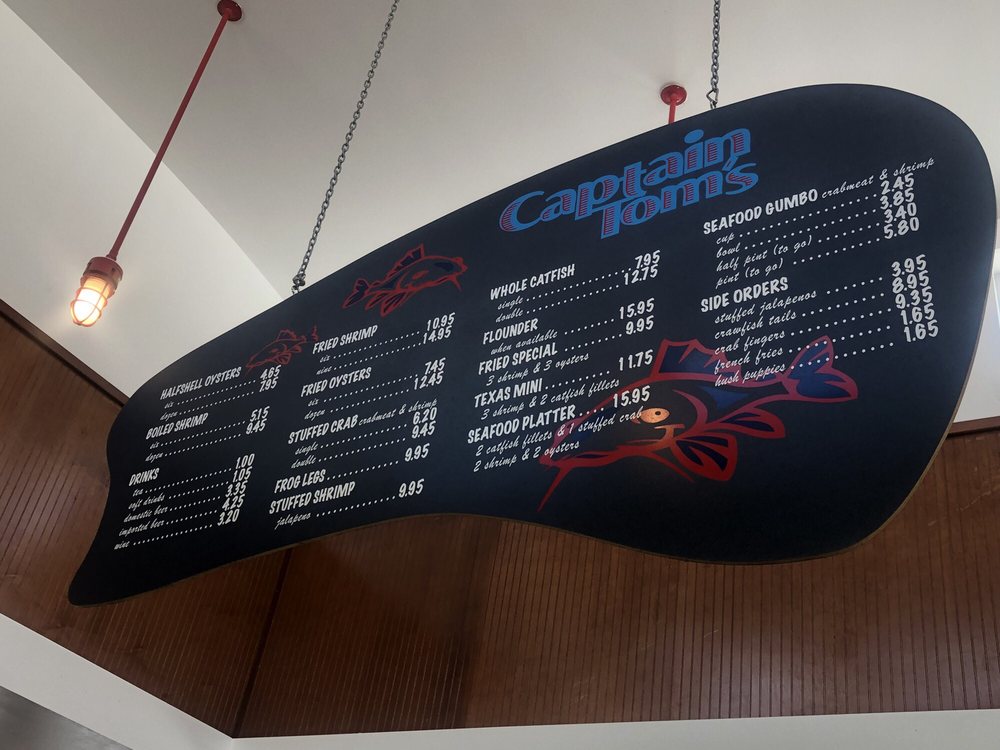 Captain
Tom's
HALFSHELL OYSTERS
six 4.65
dozen 7.95
BOILED SHRIMP
six 5.15
dozen 9.45
DRINKS
tea 1.00
soft drinks 1.05
domestic beer 3.35
imported beer 4.25
wine 3.20
FRIED SHRIMP
six 10.95
nine 14.95
FRIED OYSTERS
six 7.45
dozen 12.45
STUFFED CRAB crabmeat & shrimp
single 6.20
double 9.45
FROG LEGS 9.95
STUFFED SHRIMP
jalapeno 9.95
WHOLE CATFISH
single 7.95
double 12.75
FLOUNDER
when available 15.95
FRIED SPECIAL 9.95
3 shrimp & 3 oysters
TEXAS MINI 11.75
3 shrimp & 2 catfish fillets
SEAFOOD PLATTER 15.95
2 catfish fillets & 1 stuffed crab
2 shrimp & 2 oysters
SEAFOOD GUMBO crabmeat & shrimp
cup 2.45
bowl 3.85
half pint (to go) 3.40
pint (to go) 5.80
SIDE ORDERS
stuffed jalapenos 3.95
crawfish tails 8.95
crab fingers 9.35
french fries 1.65
hush puppies 1.65